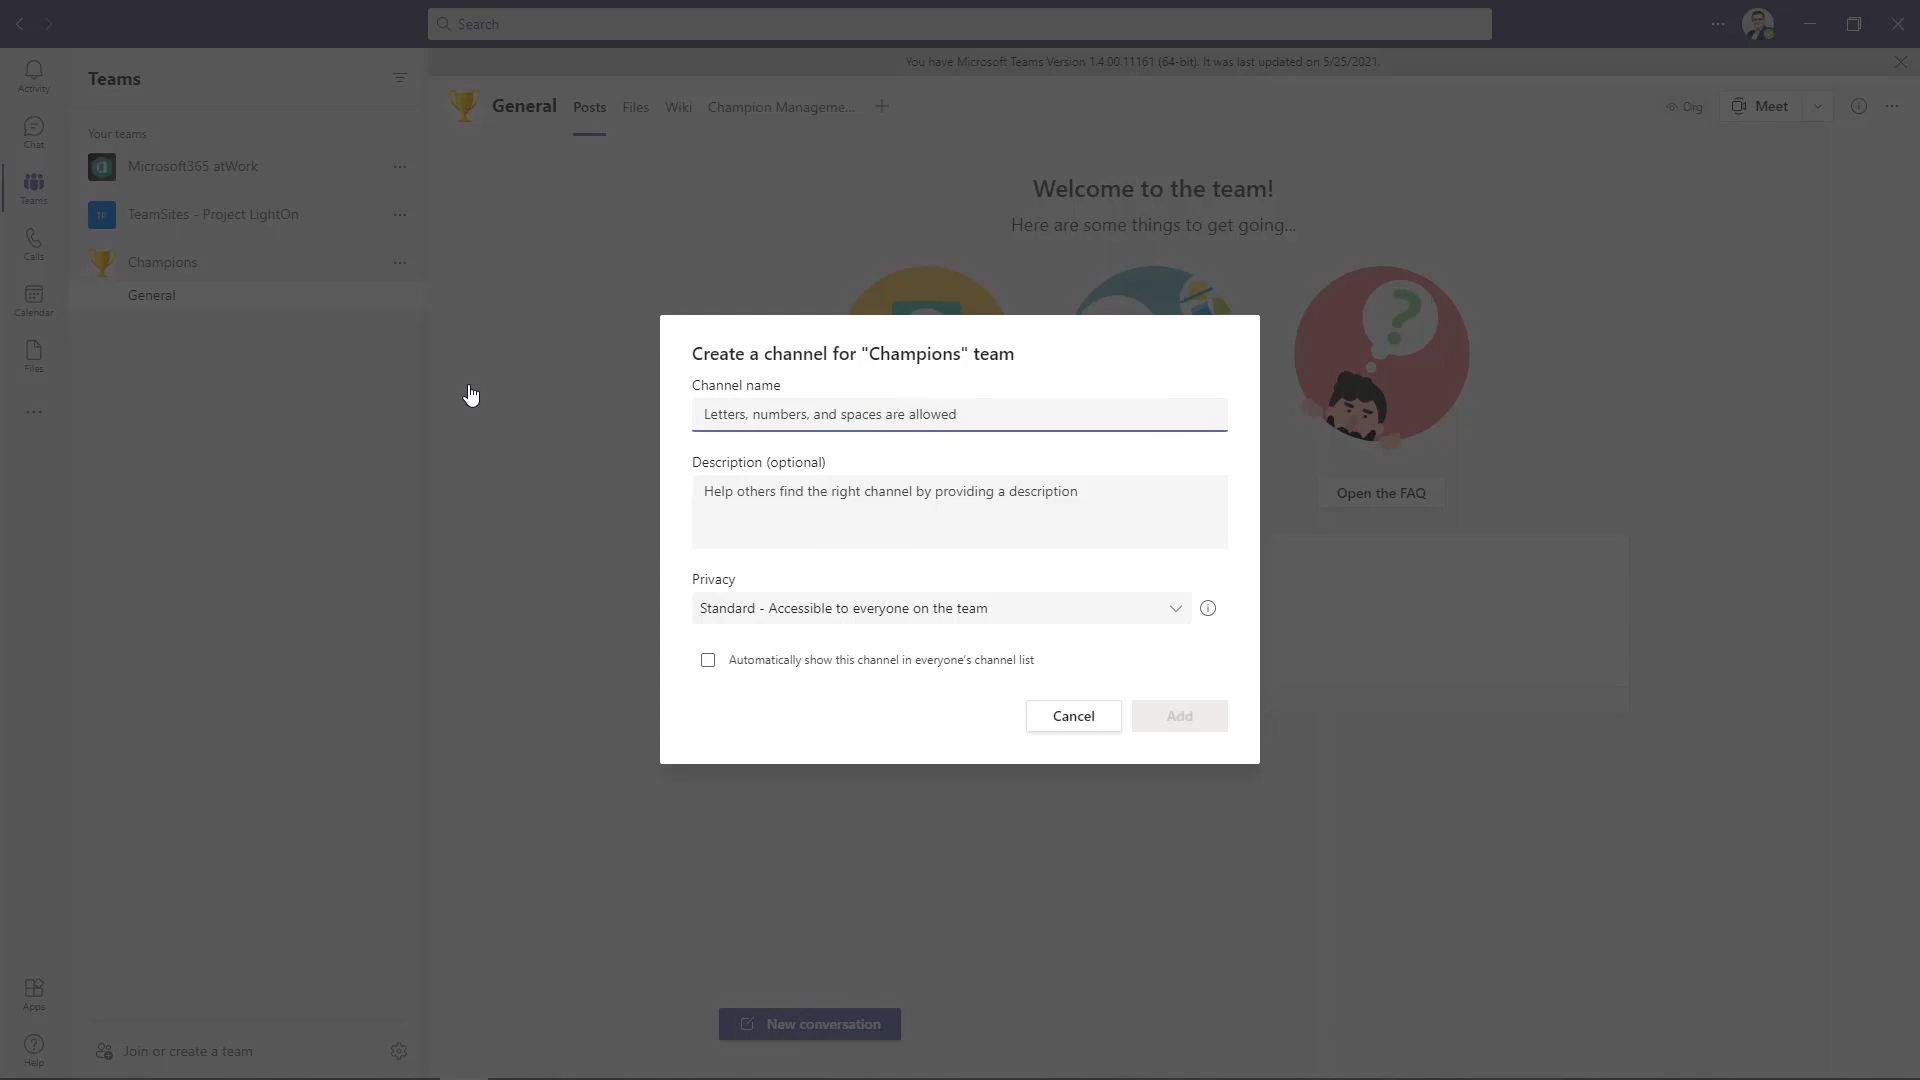 Search
You have Microsoft Teams Version 1.4.00.11161 (64-bit). It was last updated on 5/25/2021.
Activity
Chat
Teams
Calls
Calendar
Files
Apps
Help
Teams
Your teams
Microsoft365 atWork
TP
TeamSites - Project LightOn
Champions
General
Join or create a team
General
Posts
Files
Wiki
Champion Manageme...
Org
Meet
Welcome to the team!
Here are some things to get going...
Open the FAQ
New conversation
Create a channel for "Champions" team
Channel name
Letters, numbers, and spaces are allowed
Description (optional)
Help others find the right channel by providing a description
Privacy
Standard - Accessible to everyone on the team
Automatically show this channel in everyone's channel list
Cancel
Add